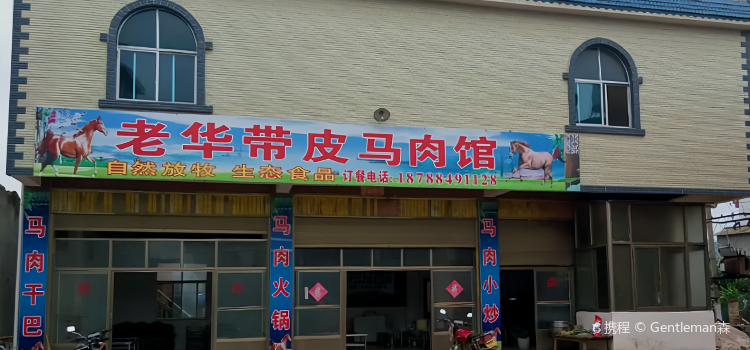 老华带皮马肉馆
自然放牧 生态食品 订餐电话:18788491128
马肉干巴
马肉火锅
马肉小炒
携程 © Gentleman森